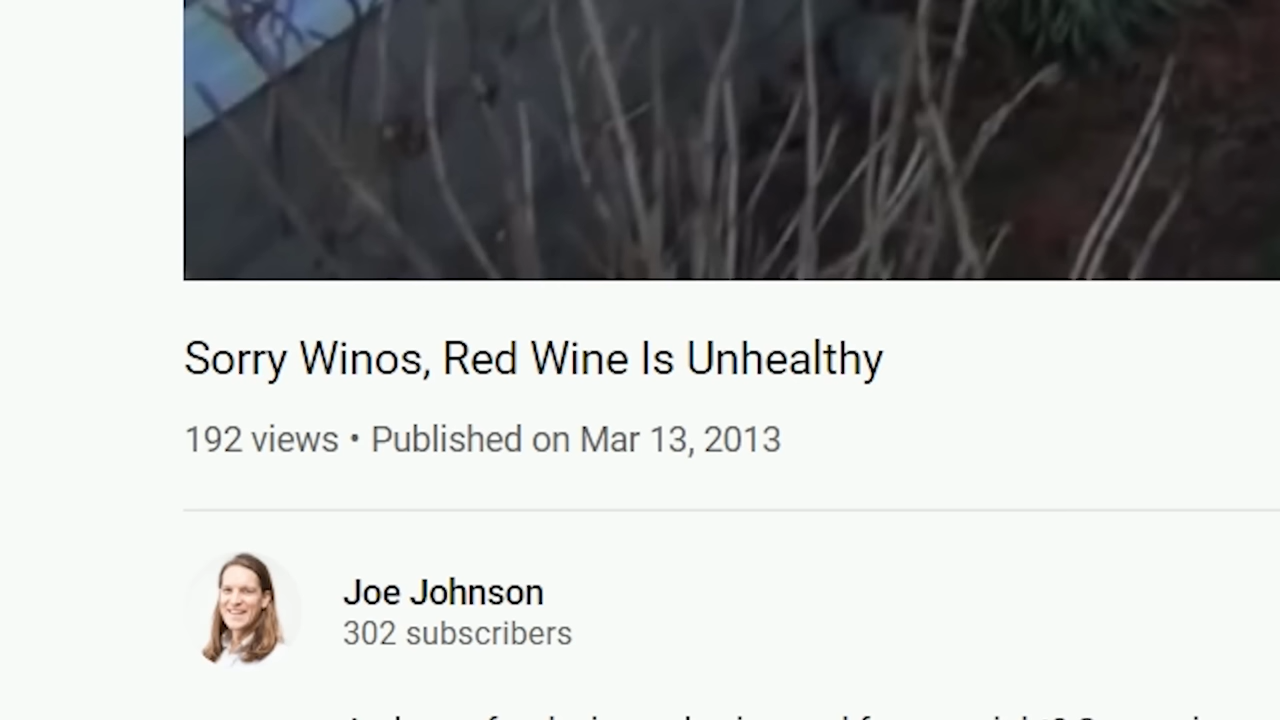 Sorry Winos, Red Wine Is Unhealthy
192 views • Published on Mar 13, 2013
Joe Johnson
302 subscribers